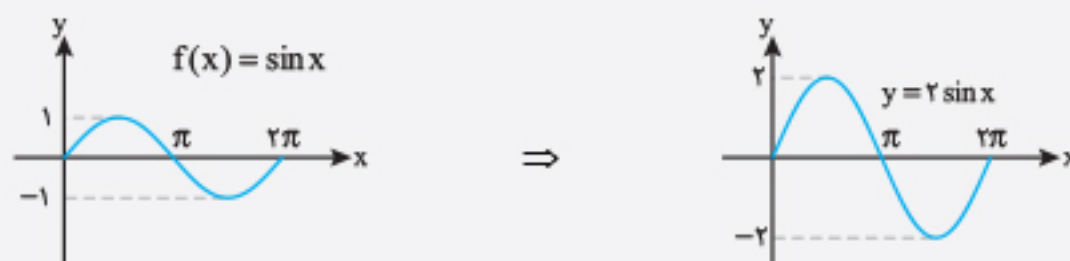 y
f(x) = sin x
۱
π
۲π
x
−۱
⇒
y
۲
y = ۲ sin x
π
۲π
x
−۲